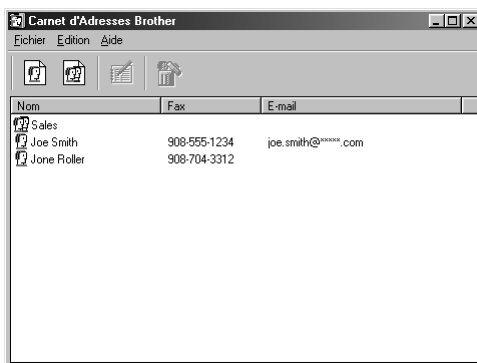 Carnet d'Adresses Brother
Fichier Edition Aide
Nom Fax E-mail
Sales
Joe Smith 908-555-1234 joe.smith@*****.com
Jone Roller 908-704-3312